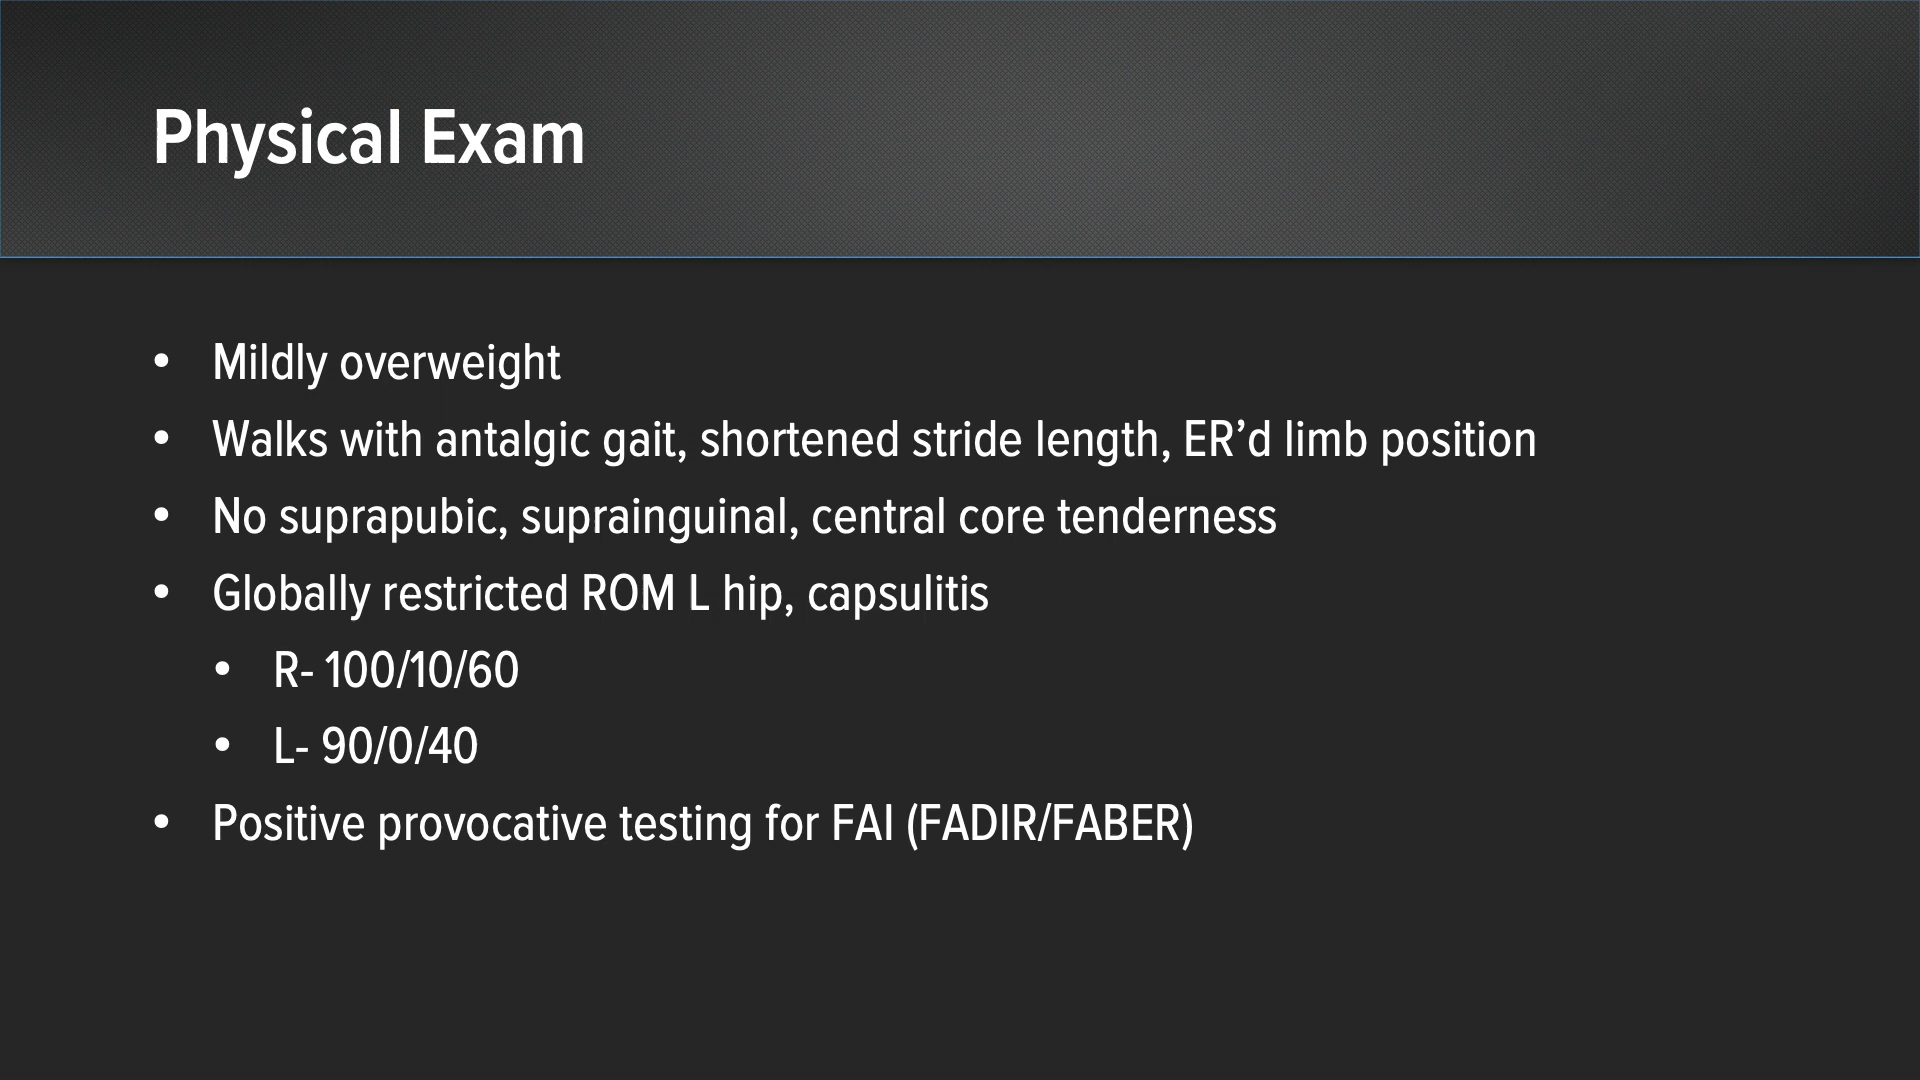 Physical Exam
• Mildly overweight
• Walks with antalgic gait, shortened stride length, ER’d limb position
• No suprapubic, suprainguinal, central core tenderness
• Globally restricted ROM L hip, capsulitis
• R- 100/10/60
• L- 90/0/40
• Positive provocative testing for FAI (FADIR/FABER)